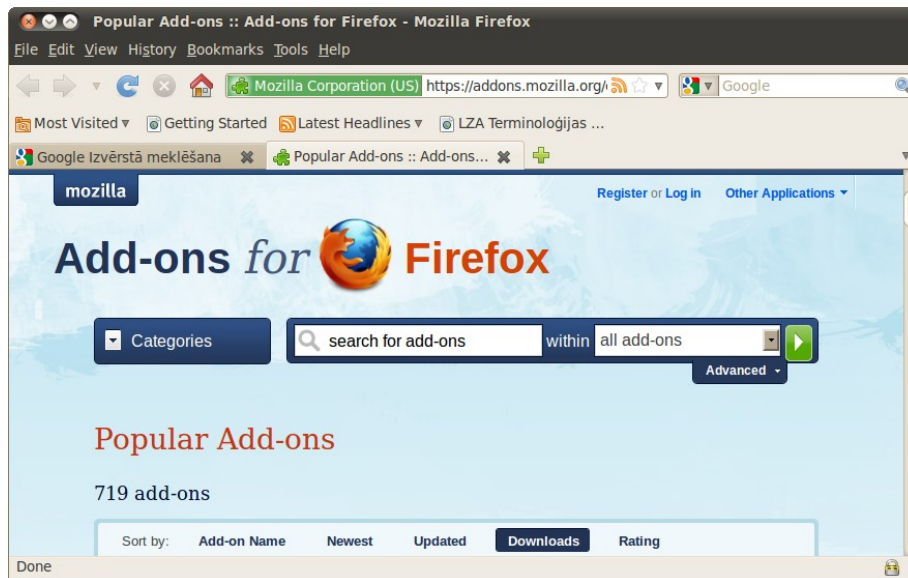 Popular Add-ons :: Add-ons for Firefox - Mozilla Firefox
File Edit View History Bookmarks Tools Help
Mozilla Corporation (US) https://addons.mozilla.org/ Google
Most Visited Getting Started Latest Headlines LZA Terminoloģijas ...
Google Izvērstā meklēšana Popular Add-ons :: Add-ons...
mozilla Register or Log in Other Applications
Add-ons for Firefox
Categories search for add-ons within all add-ons
Advanced
Popular Add-ons
719 add-ons
Sort by: Add-on Name Newest Updated Downloads Rating
Done